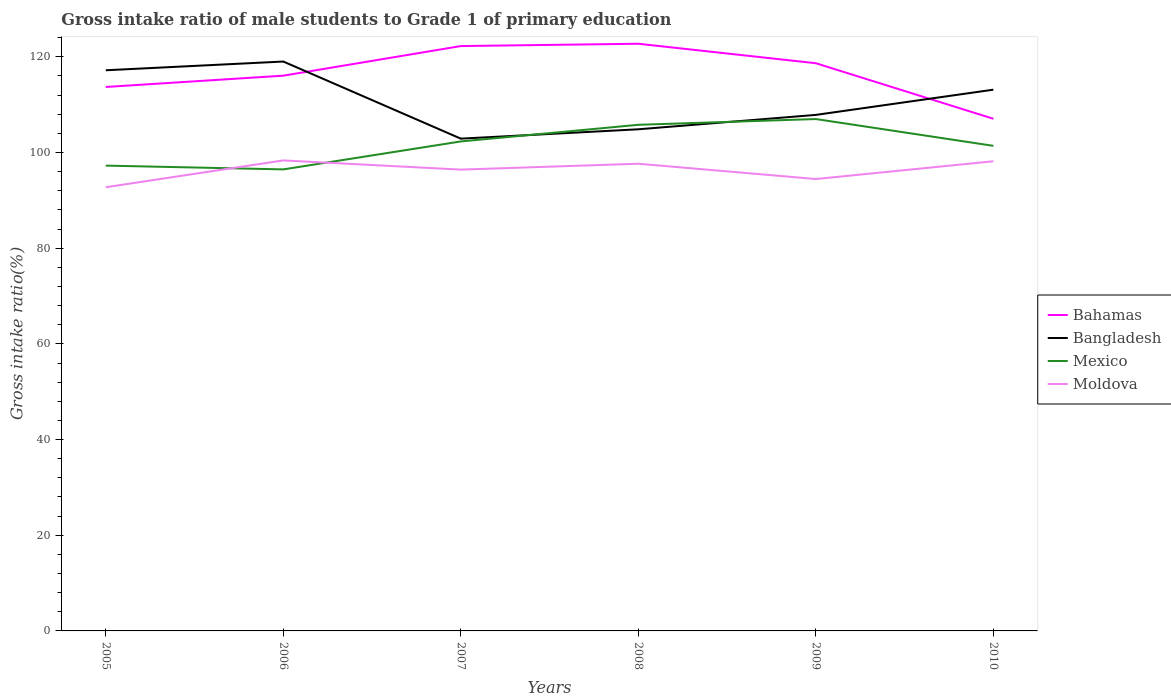 Gross intake ratio of male students to Grade 1 of primary education
Gross intake ratio(%)
120
100
80
60
40
20
0
2005
2006
2007
2008
2009
2010
Years
Bahamas
Bangladesh
Mexico
Moldova